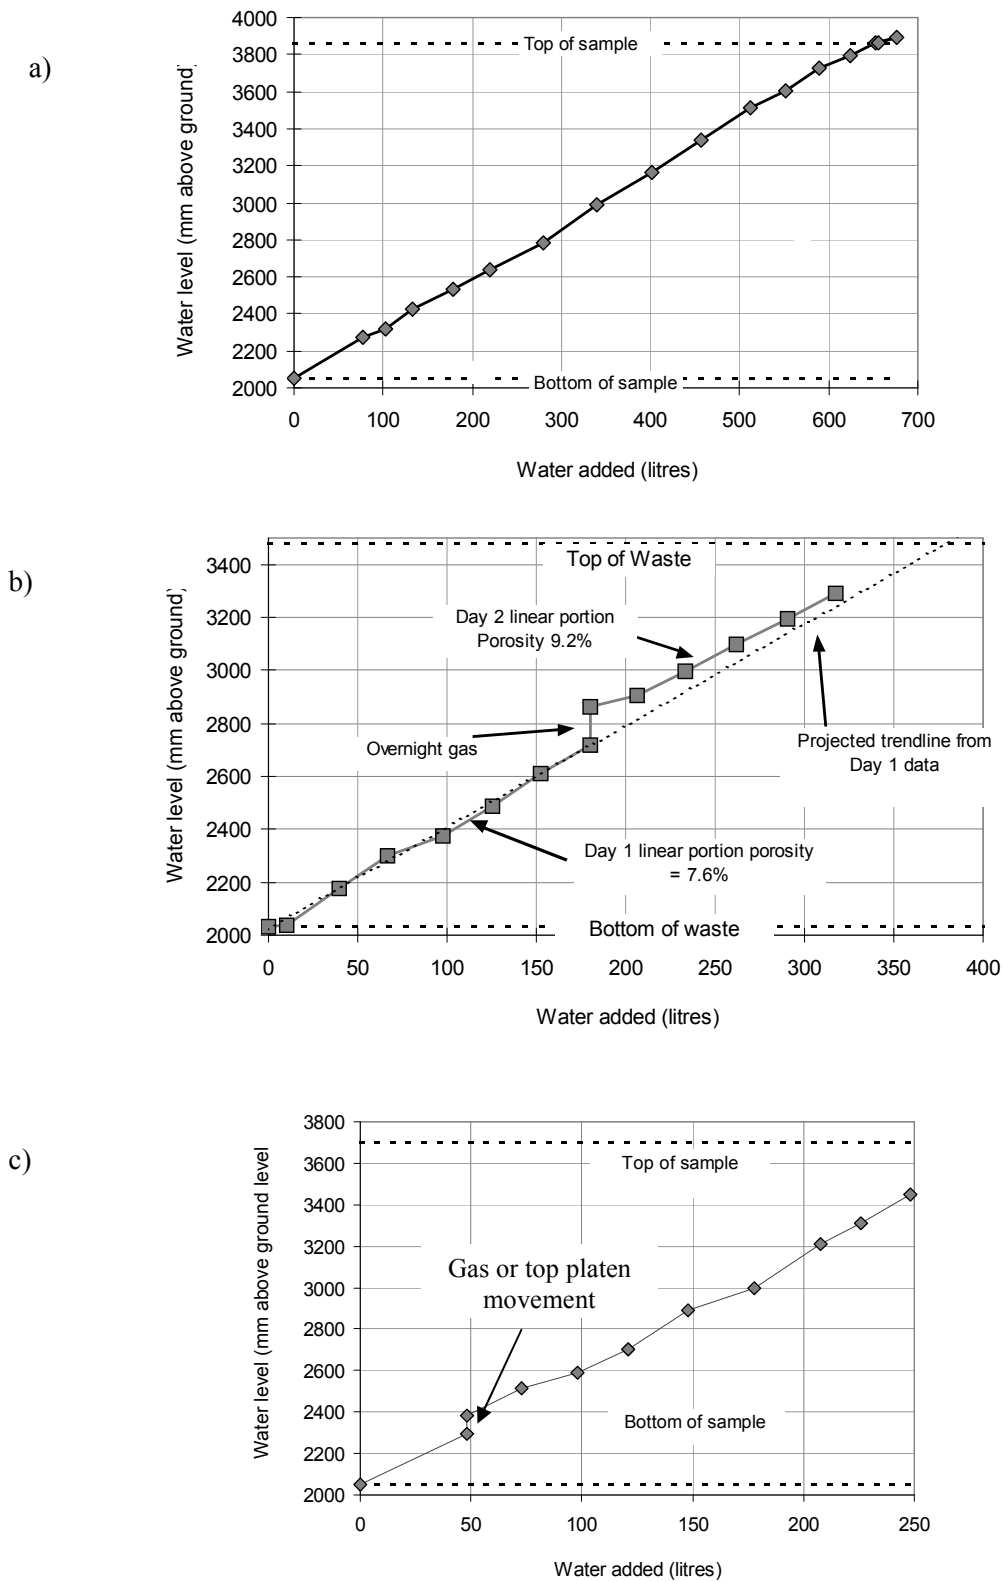 a)
4000
3800
3600
3400
3200
3000
2800
2600
2400
2200
2000
Water level (mm above ground)
Top of sample
Bottom of sample
0 100 200 300 400 500 600 700
Water added (litres)
b)
3400
3200
3000
2800
2600
2400
2200
2000
Water level (mm above ground)
Top of Waste
Day 2 linear portion
Porosity 9.2%
Overnight gas
Projected trendline from
Day 1 data
Day 1 linear portion porosity
= 7.6%
Bottom of waste
0 50 100 150 200 250 300 350 400
Water added (litres)
c)
3800
3600
3400
3200
3000
2800
2600
2400
2200
2000
Water level (mm above ground level
Top of sample
Gas or top platen
movement
Bottom of sample
0 50 100 150 200 250
Water added (litres)